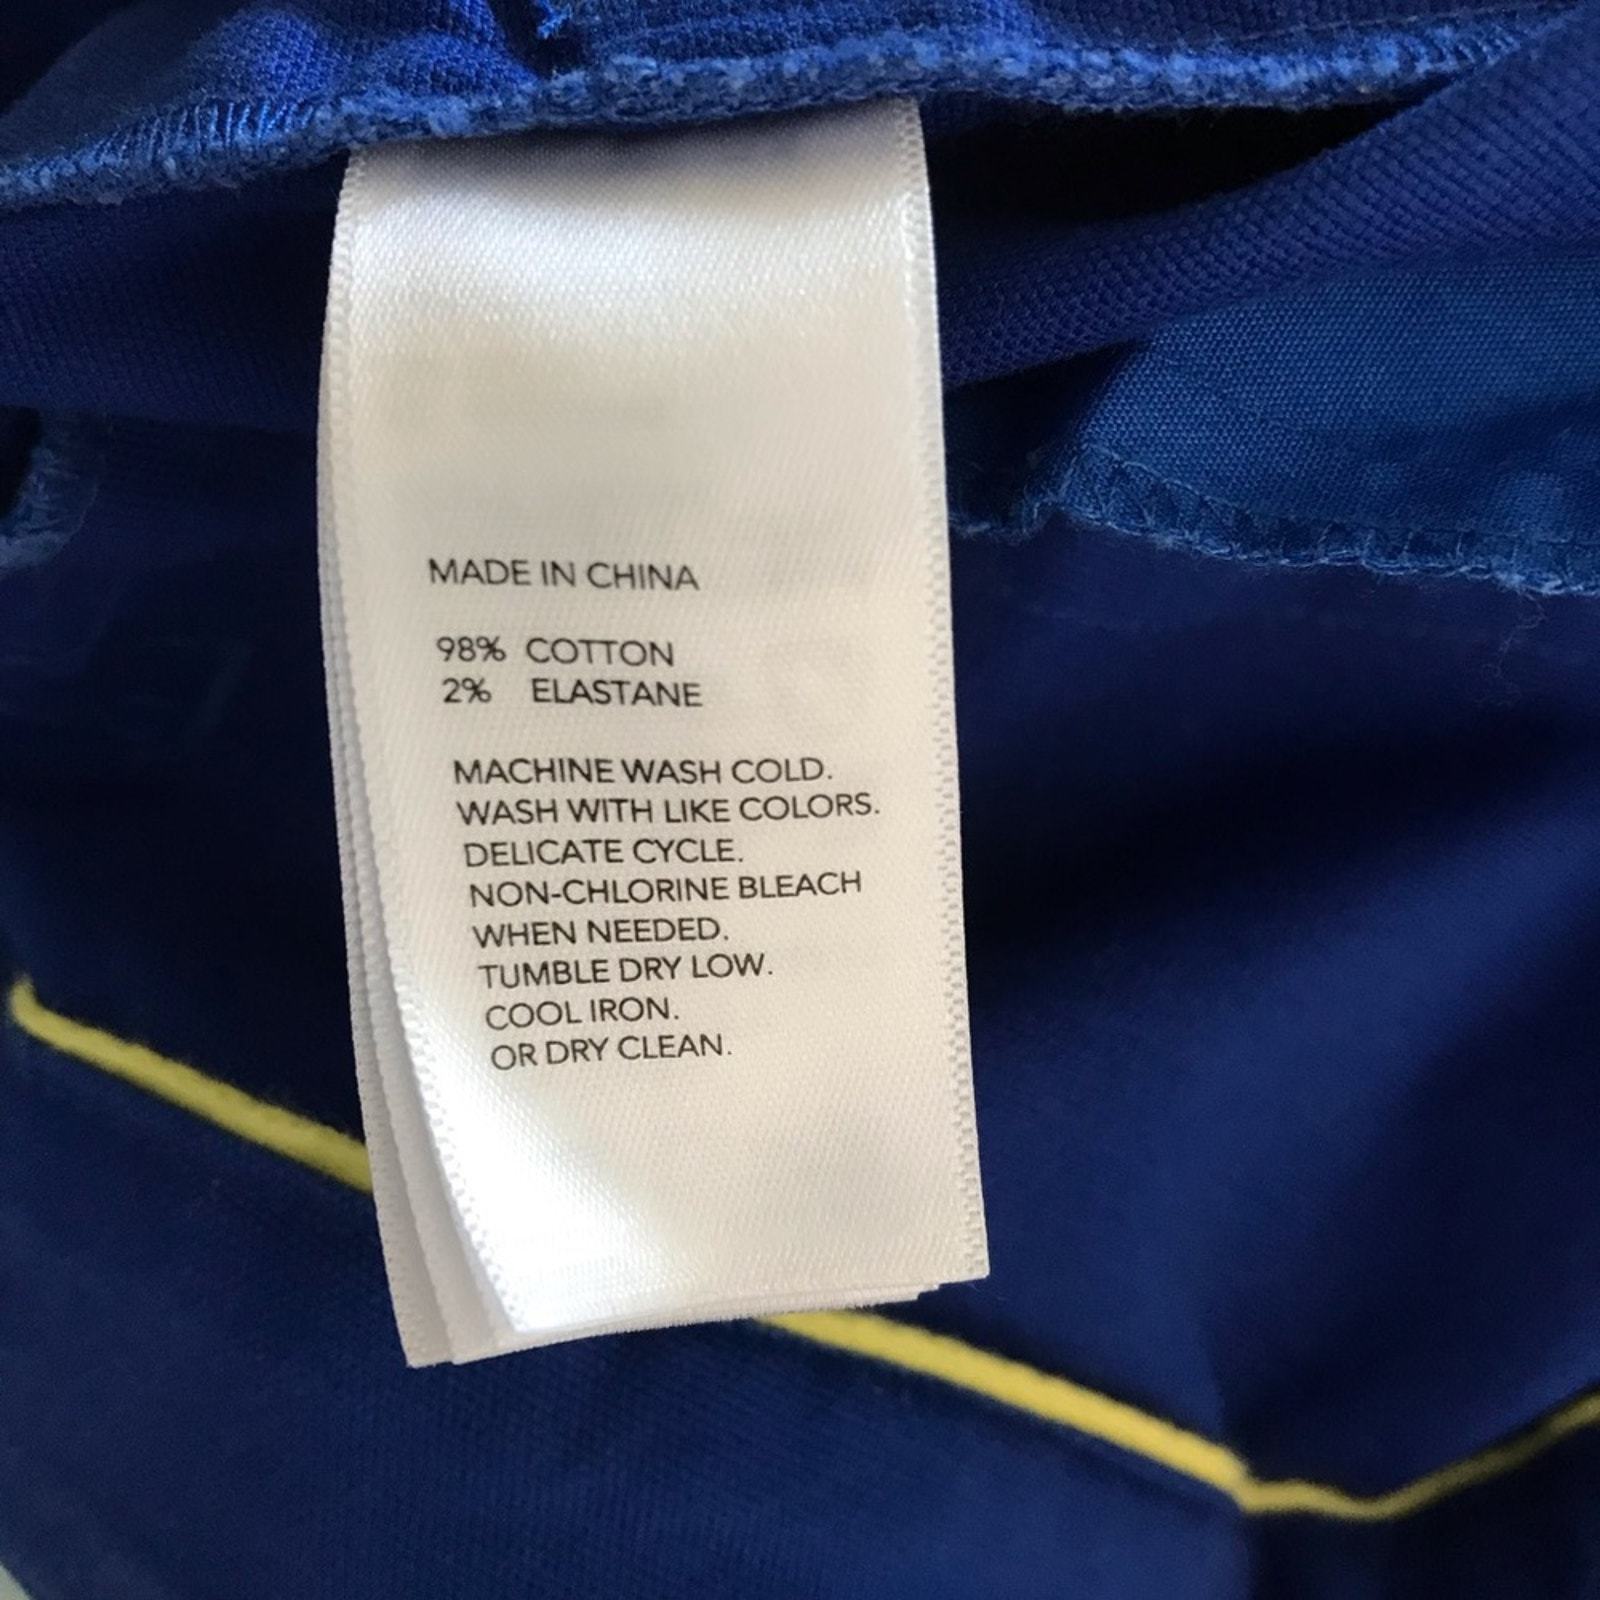 MADE IN CHINA
98% COTTON
2% ELASTANE
MACHINE WASH COLD.
WASH WITH LIKE COLORS.
DELICATE CYCLE.
NON-CHLORINE BLEACH
WHEN NEEDED.
TUMBLE DRY LOW.
COOL IRON.
OR DRY CLEAN.